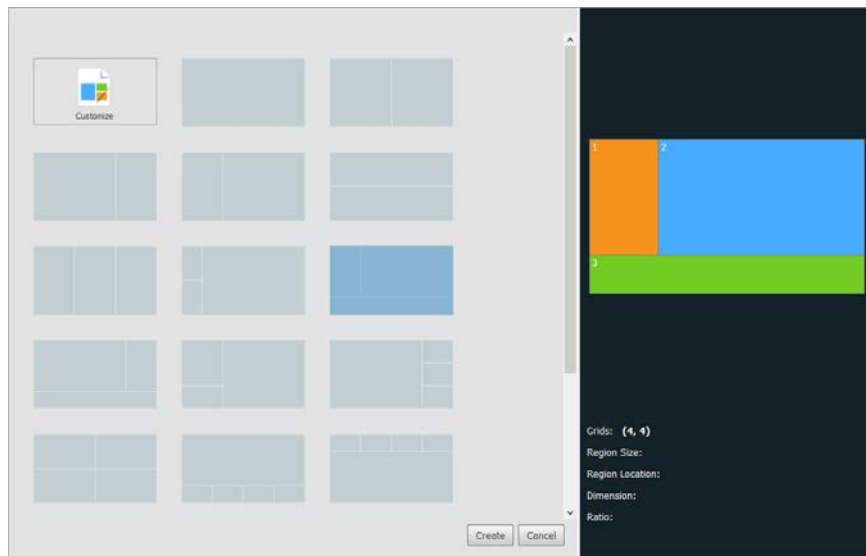 Customize
1
2
3
Grids: (4, 4)
Region Size:
Region Location:
Dimension:
Ratio:
Create
Cancel